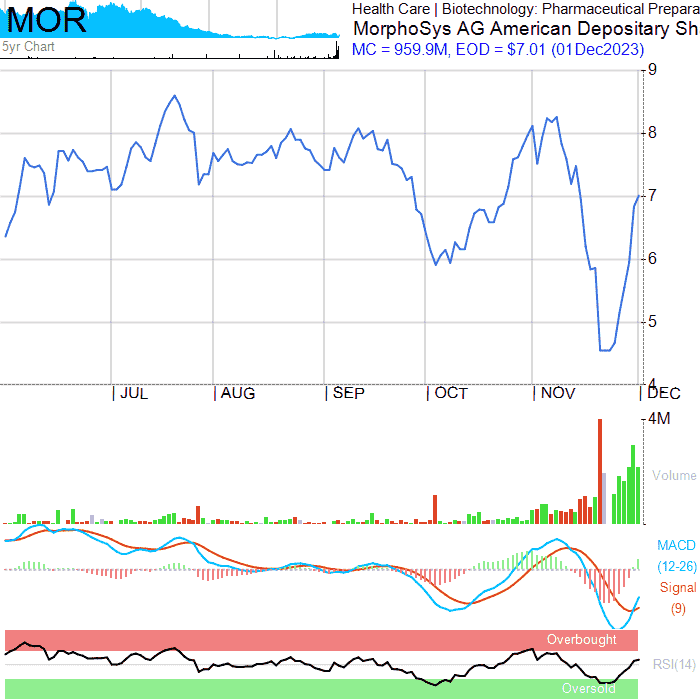 MOR
5yr Chart
Health Care | Biotechnology: Pharmaceutical Prepara
MorphoSys AG American Depositary Sh
MC = 959.9M, EOD = $7.01 (01Dec2023)
9
8
7
6
5
4
JUL
AUG
SEP
OCT
NOV
DEC
4M
Volume
MACD
(12-26)
Signal
(9)
Overbought
RSI(14)
Oversold